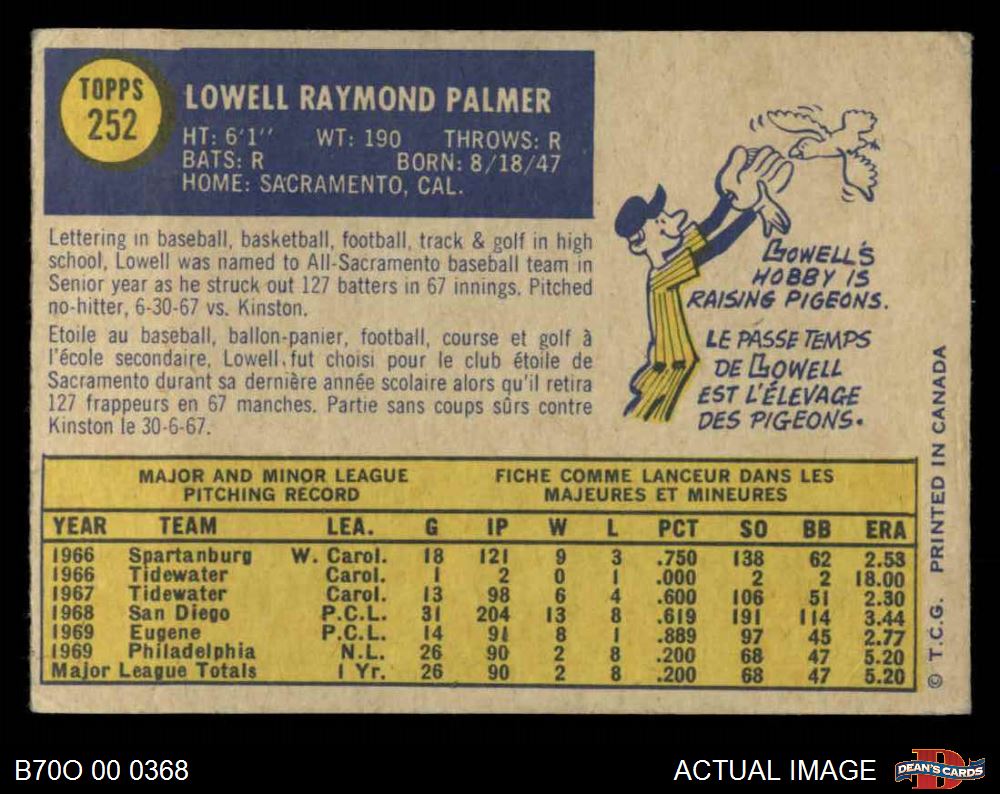 TOPPS
252
LOWELL RAYMOND PALMER
HT: 6'1'' WT: 190 THROWS: R
BATS: R BORN: 8/18/47
HOME: SACRAMENTO, CAL.
Lettering in baseball, basketball, football, track & golf in high
school, Lowell was named to All-Sacramento baseball team in
Senior year as he struck out 127 batters in 67 innings. Pitched
no-hitter, 6-30-67 vs. Kinston.
Etoile au baseball, ballon-panier, football, course et golf à
l'école secondaire, Lowell fut choisi pour le club étoile de
Sacramento durant sa dernière année scolaire alors qu'il retira
127 frappeurs en 67 manches. Partie sans coups sûrs contre
Kinston le 30-6-67.
LOWELL'S
HOBBY IS
RAISING PIGEONS.
LE PASSE TEMPS
DE LOWELL
EST L'ÉLEVAGE
DES PIGEONS.
MAJOR AND MINOR LEAGUE
PITCHING RECORD
FICHE COMME LANCEUR DANS LES
MAJEURES ET MINEURES
YEAR TEAM LEA. G IP W L PCT SO BB ERA
1966 Spartanburg W. Carol. 18 121 9 3 .750 138 62 2.53
1966 Tidewater Carol. 1 2 0 1 .000 2 2 18.00
1967 Tidewater Carol. 13 98 6 4 .600 106 51 2.30
1968 San Diego P.C.L. 31 204 13 8 .619 191 114 3.44
1969 Eugene P.C.L. 14 91 8 1 .889 97 45 2.77
1969 Philadelphia N.L. 26 90 2 8 .200 68 47 5.20
Major League Totals 1 Yr. 26 90 2 8 .200 68 47 5.20
© T.C.G. PRINTED IN CANADA
B70O 00 0368
ACTUAL IMAGE
DEAN'S CARDS